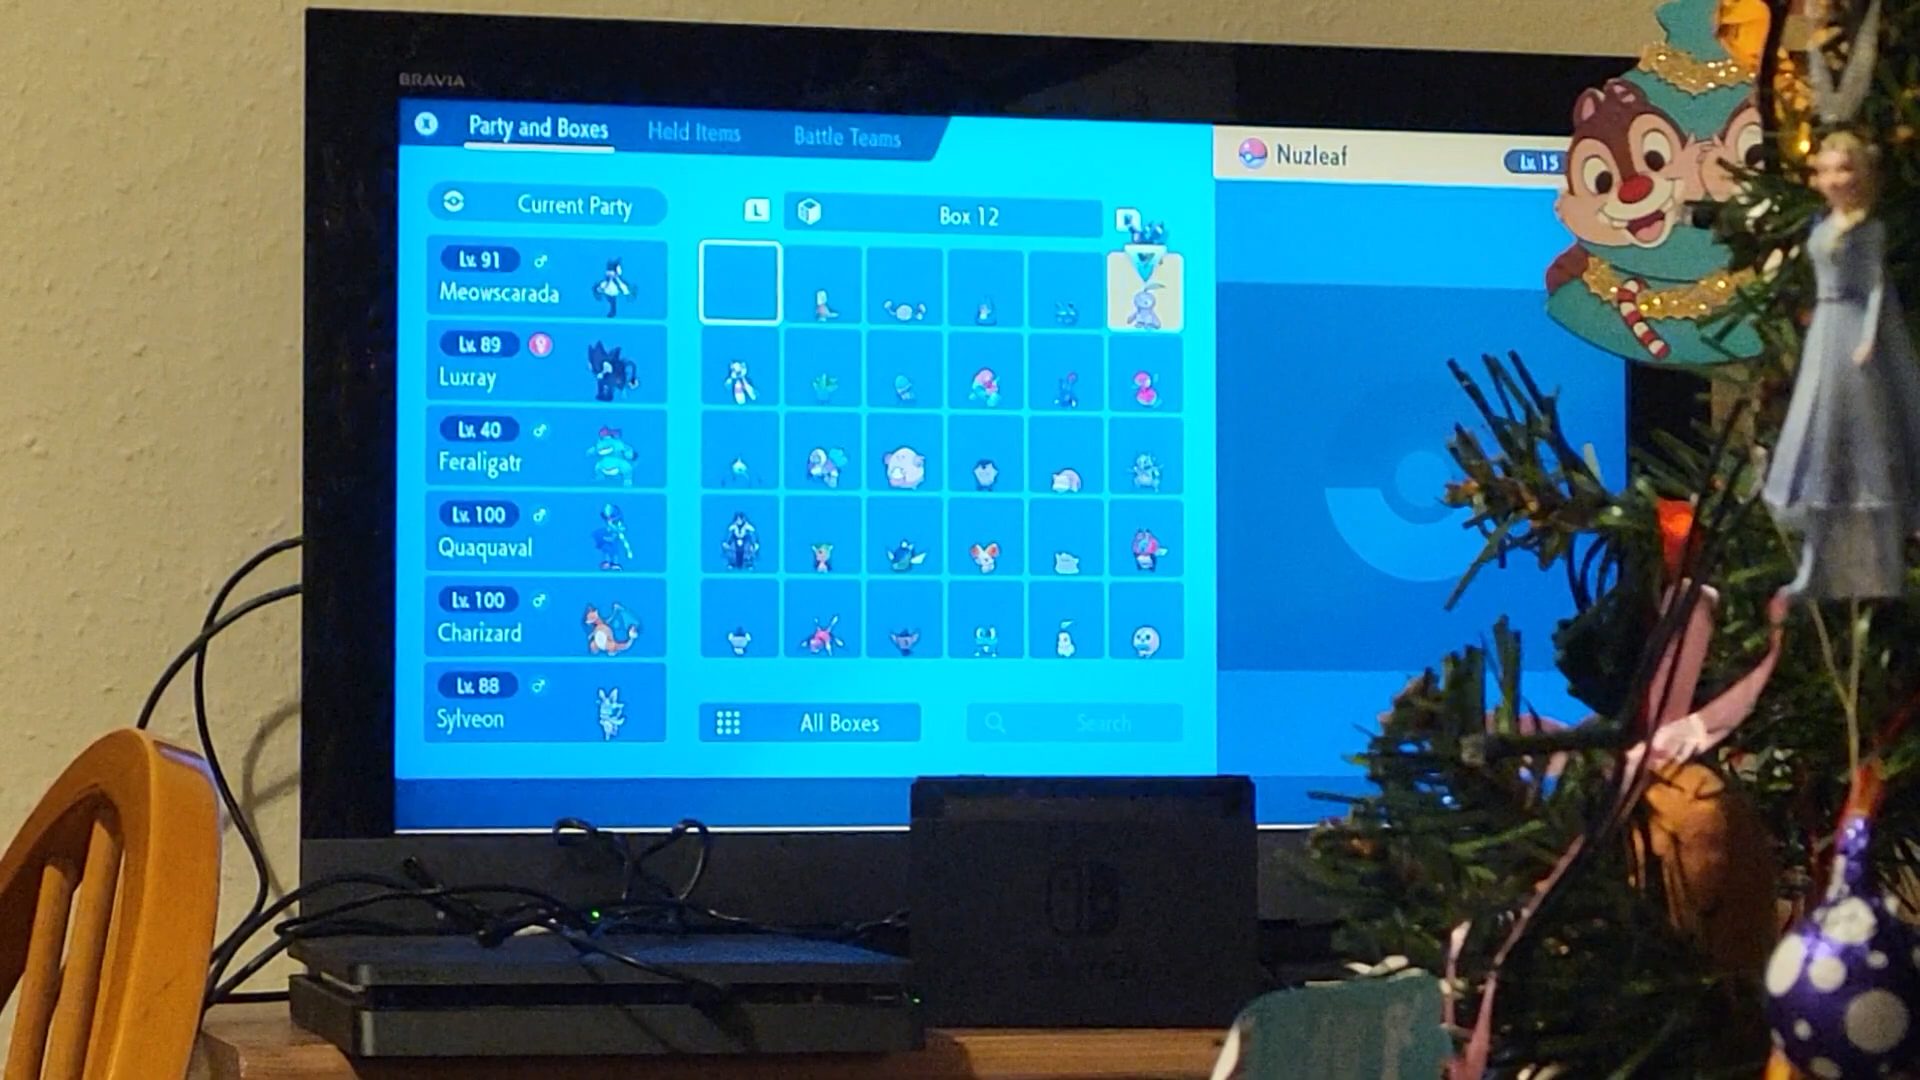 BRAVIA
X Party and Boxes Held Items Battle Teams
Nuzleaf Lv. 15
Current Party
L Box 12 R
Lv. 91 ♂
Meowscarada
Lv. 89 ♀
Luxray
Lv. 40 ♂
Feraligatr
Lv. 100 ♂
Quaquaval
Lv. 100 ♂
Charizard
Lv. 88 ♂
Sylveon
All Boxes Search